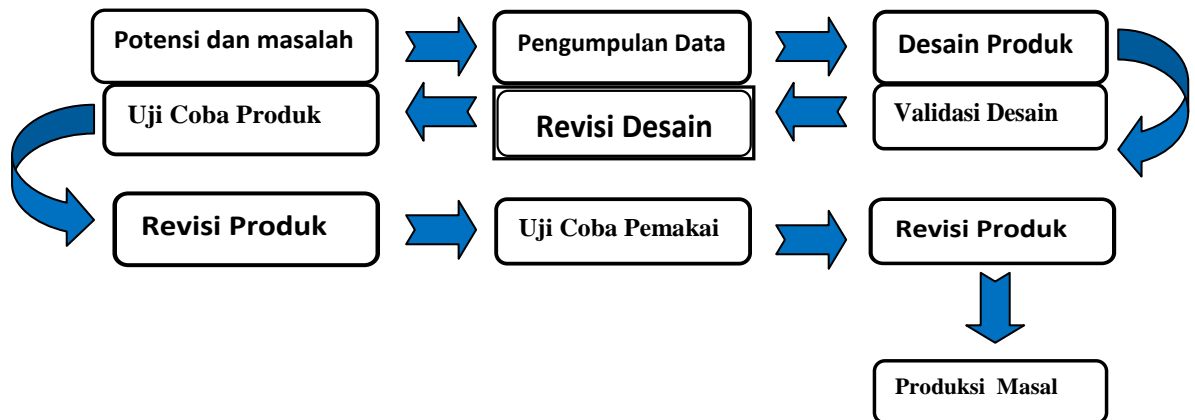 Potensi dan masalah
Pengumpulan Data
Desain Produk
Validasi Desain
Revisi Desain
Uji Coba Produk
Revisi Produk
Uji Coba Pemakai
Revisi Produk
Produksi Masal